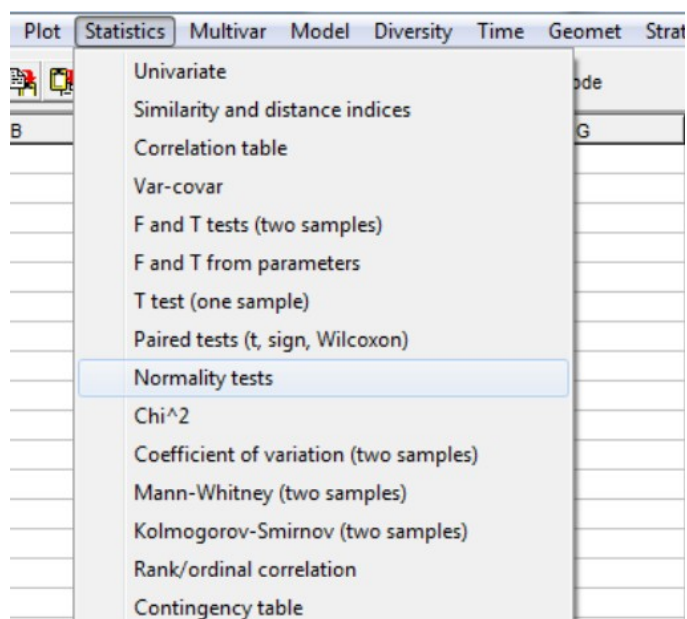 Plot Statistics Multivar Model Diversity Time Geomet Strat
Univariate
Similarity and distance indices
B
G
Correlation table
Var-covar
F and T tests (two samples)
F and T from parameters
T test (one sample)
Paired tests (t, sign, Wilcoxon)
Normality tests
Chi^2
Coefficient of variation (two samples)
Mann-Whitney (two samples)
Kolmogorov-Smirnov (two samples)
Rank/ordinal correlation
Contingency table